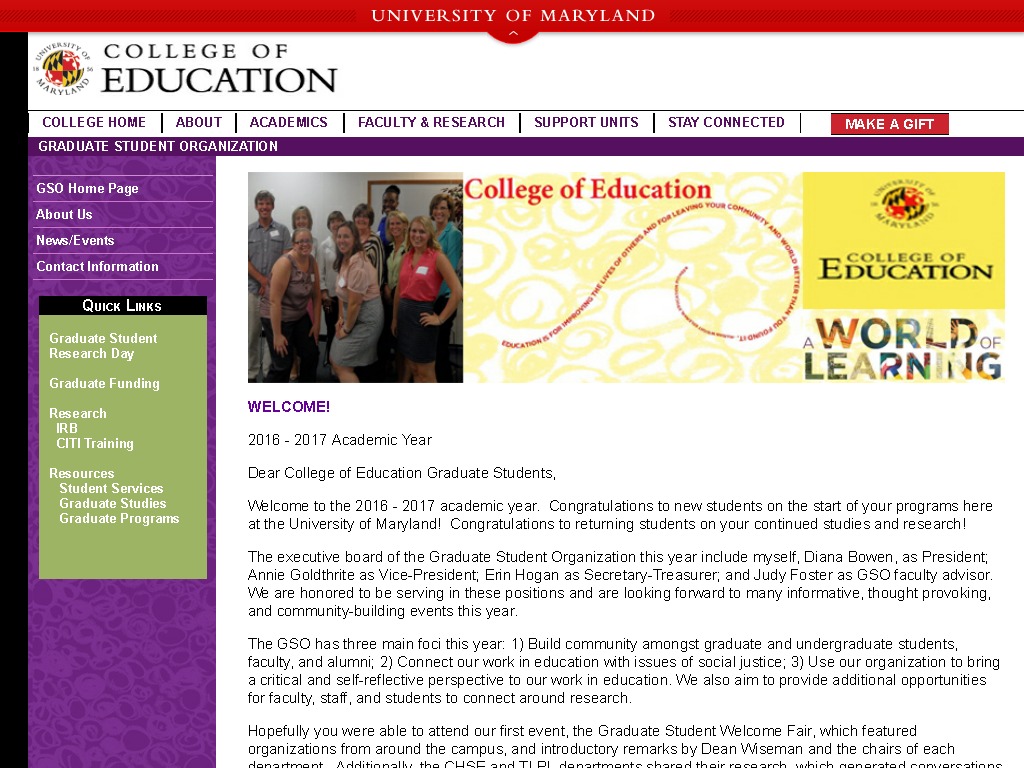 UNIVERSITY OF MARYLAND
UNIVERSITY OF
18 56
MARYLAND
COLLEGE OF
EDUCATION
COLLEGE HOME
ABOUT
ACADEMICS
FACULTY & RESEARCH
SUPPORT UNITS
STAY CONNECTED
MAKE A GIFT
GRADUATE STUDENT ORGANIZATION
GSO Home Page
About Us
News/Events
Contact Information
QUICK LINKS
Graduate Student
Research Day
Graduate Funding
Research
IRB
CITI Training
Resources
Student Services
Graduate Studies
Graduate Programs
College of Education
EDUCATION IS FOR IMPROVING THE LIVES OF OTHERS AND FOR LEAVING YOUR COMMUNITY AND WORLD BETTER THAN YOU FOUND IT.
UNIVERSITY OF
MARYLAND
COLLEGE OF
EDUCATION
A WORLD OF
LEARNING
WELCOME!
2016 - 2017 Academic Year
Dear College of Education Graduate Students,
Welcome to the 2016 - 2017 academic year.  Congratulations to new students on the start of your programs here
at the University of Maryland!  Congratulations to returning students on your continued studies and research!
The executive board of the Graduate Student Organization this year include myself, Diana Bowen, as President;
Annie Goldthrite as Vice-President; Erin Hogan as Secretary-Treasurer; and Judy Foster as GSO faculty advisor.
We are honored to be serving in these positions and are looking forward to many informative, thought provoking,
and community-building events this year.
The GSO has three main foci this year: 1) Build community amongst graduate and undergraduate students,
faculty, and alumni; 2) Connect our work in education with issues of social justice; 3) Use our organization to bring
a critical and self-reflective perspective to our work in education. We also aim to provide additional opportunities
for faculty, staff, and students to connect around research.
Hopefully you were able to attend our first event, the Graduate Student Welcome Fair, which featured
organizations from around the campus, and introductory remarks by Dean Wiseman and the chairs of each
department.  Additionally, the CHSE and TLPL departments shared their research, which generated conversations